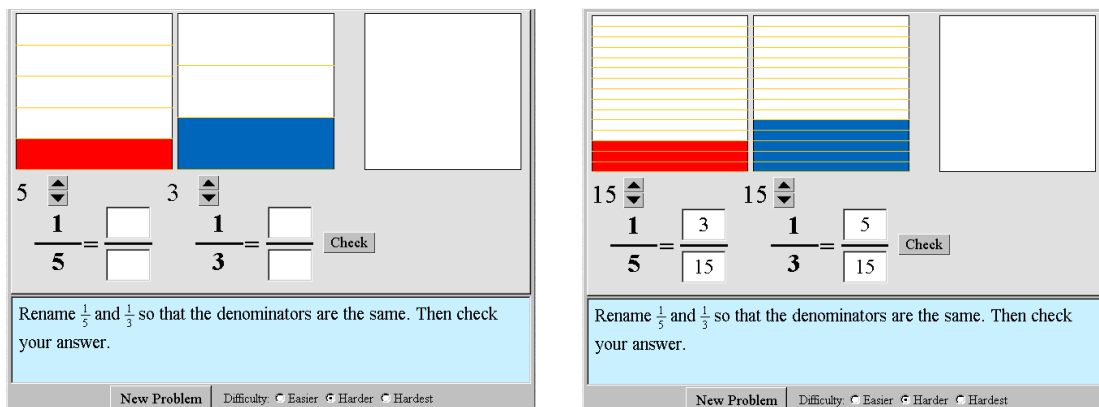 5 3
1/5 = 1/3 = Check
Rename 1/5 and 1/3 so that the denominators are the same. Then check
your answer.
New Problem Difficulty: Easier Harder Hardest
15 15
1/5 = 3/15 1/3 = 5/15 Check
Rename 1/5 and 1/3 so that the denominators are the same. Then check
your answer.
New Problem Difficulty: Easier Harder Hardest